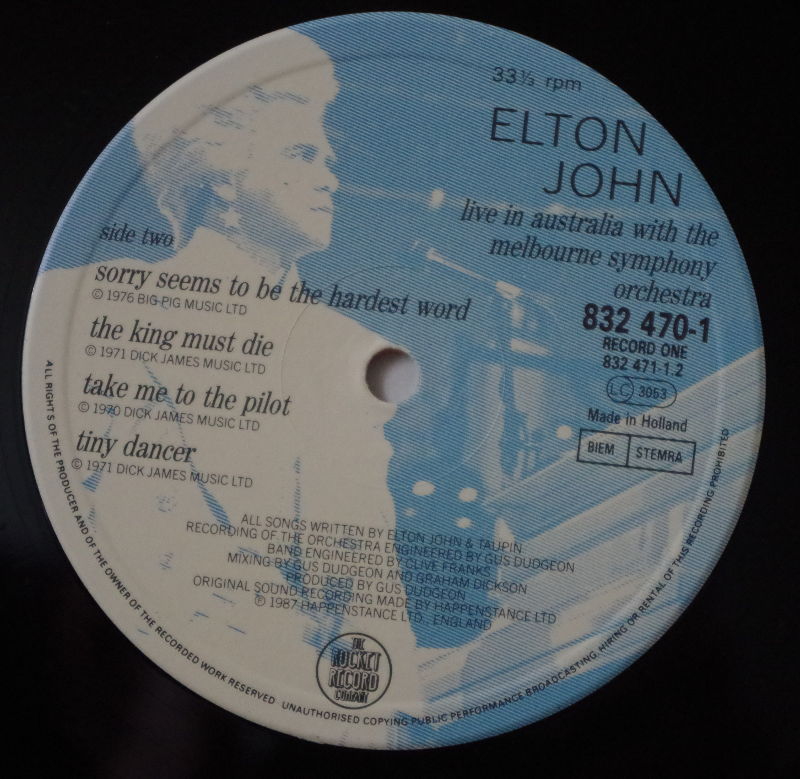 33⅓ rpm
ELTON
JOHN
live in australia with the
melbourne symphony
orchestra
832 470-1
RECORD ONE
832 471-1.2
LC 3053
Made in Holland
BIEM STEMRA
side two
sorry seems to be the hardest word
© 1976 BIG PIG MUSIC LTD
the king must die
© 1971 DICK JAMES MUSIC LTD
take me to the pilot
© 1970 DICK JAMES MUSIC LTD
tiny dancer
© 1971 DICK JAMES MUSIC LTD
ALL SONGS WRITTEN BY ELTON JOHN & TAUPIN
RECORDING OF THE ORCHESTRA ENGINEERED BY GUS DUDGEON
BAND ENGINEERED BY CLIVE FRANKS
MIXING BY GUS DUDGEON AND GRAHAM DICKSON
PRODUCED BY GUS DUDGEON
ORIGINAL SOUND RECORDING MADE BY HAPPENSTANCE LTD
℗ 1987 HAPPENSTANCE LTD., ENGLAND
THE
ROCKET
RECORD
COMPANY
ALL RIGHTS OF THE PRODUCER AND OF THE OWNER OF THE RECORDED WORK RESERVED. UNAUTHORISED COPYING PUBLIC PERFORMANCE BROADCASTING, HIRING OR RENTAL OF THIS RECORDING PROHIBITED